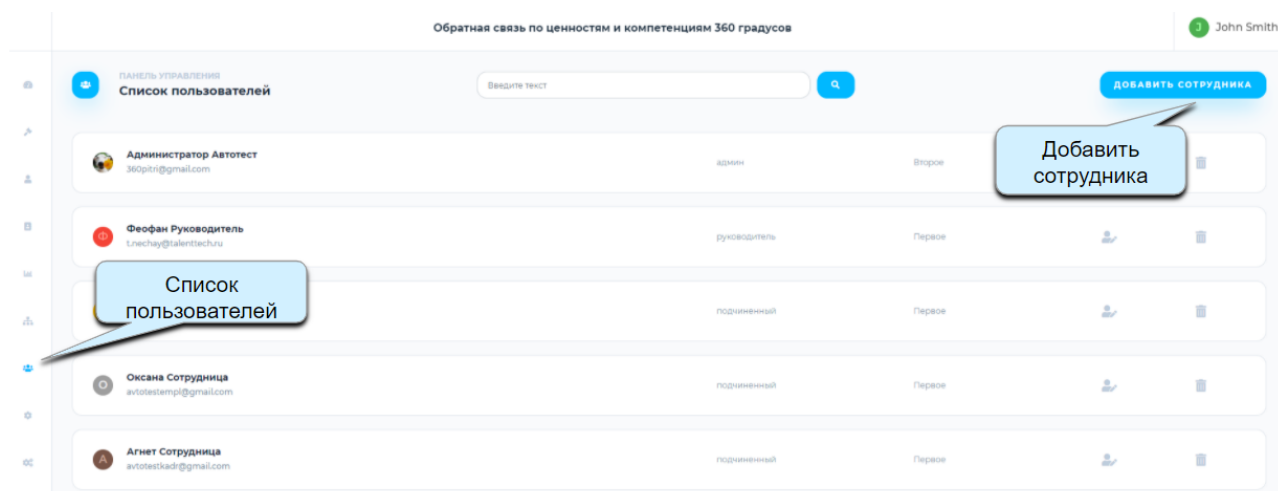 Обратная связь по ценностям и компетенциям 360 градусов
J John Smith
ПАНЕЛЬ УПРАВЛЕНИЯ
Список пользователей
Введите текст
ДОБАВИТЬ СОТРУДНИКА
Добавить
сотрудника
Администратор Автотест
360pitri@gmail.com
админ
Второе
Феофан Руководитель
t.nechay@talenttech.ru
Ф
руководитель
Первое
Список
пользователей
подчиненный
Первое
О
Оксана Сотрудница
avtotestempl@gmail.com
подчиненный
Первое
А
Агнет Сотрудница
avtotestkadr@gmail.com
подчиненный
Первое